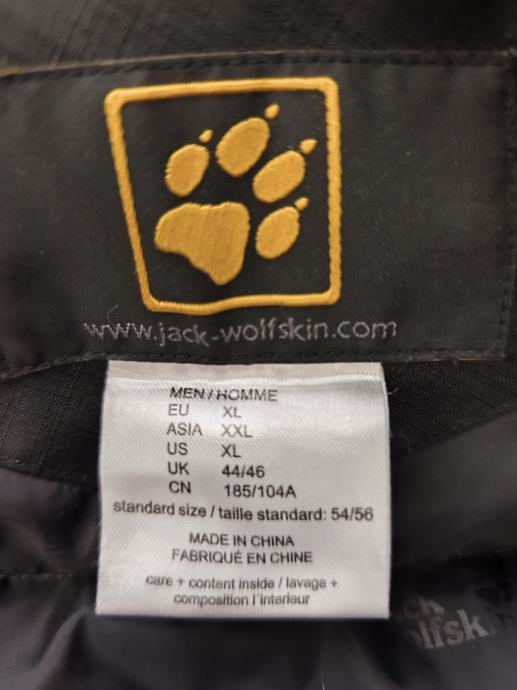 www.jack-wolfskin.com
MEN / HOMME
EU XL
ASIA XXL
US XL
UK 44/46
CN 185/104A
standard size / taille standard: 54/56
MADE IN CHINA
FABRIQUÉ EN CHINE
care + content inside / lavage +
composition l'interieur